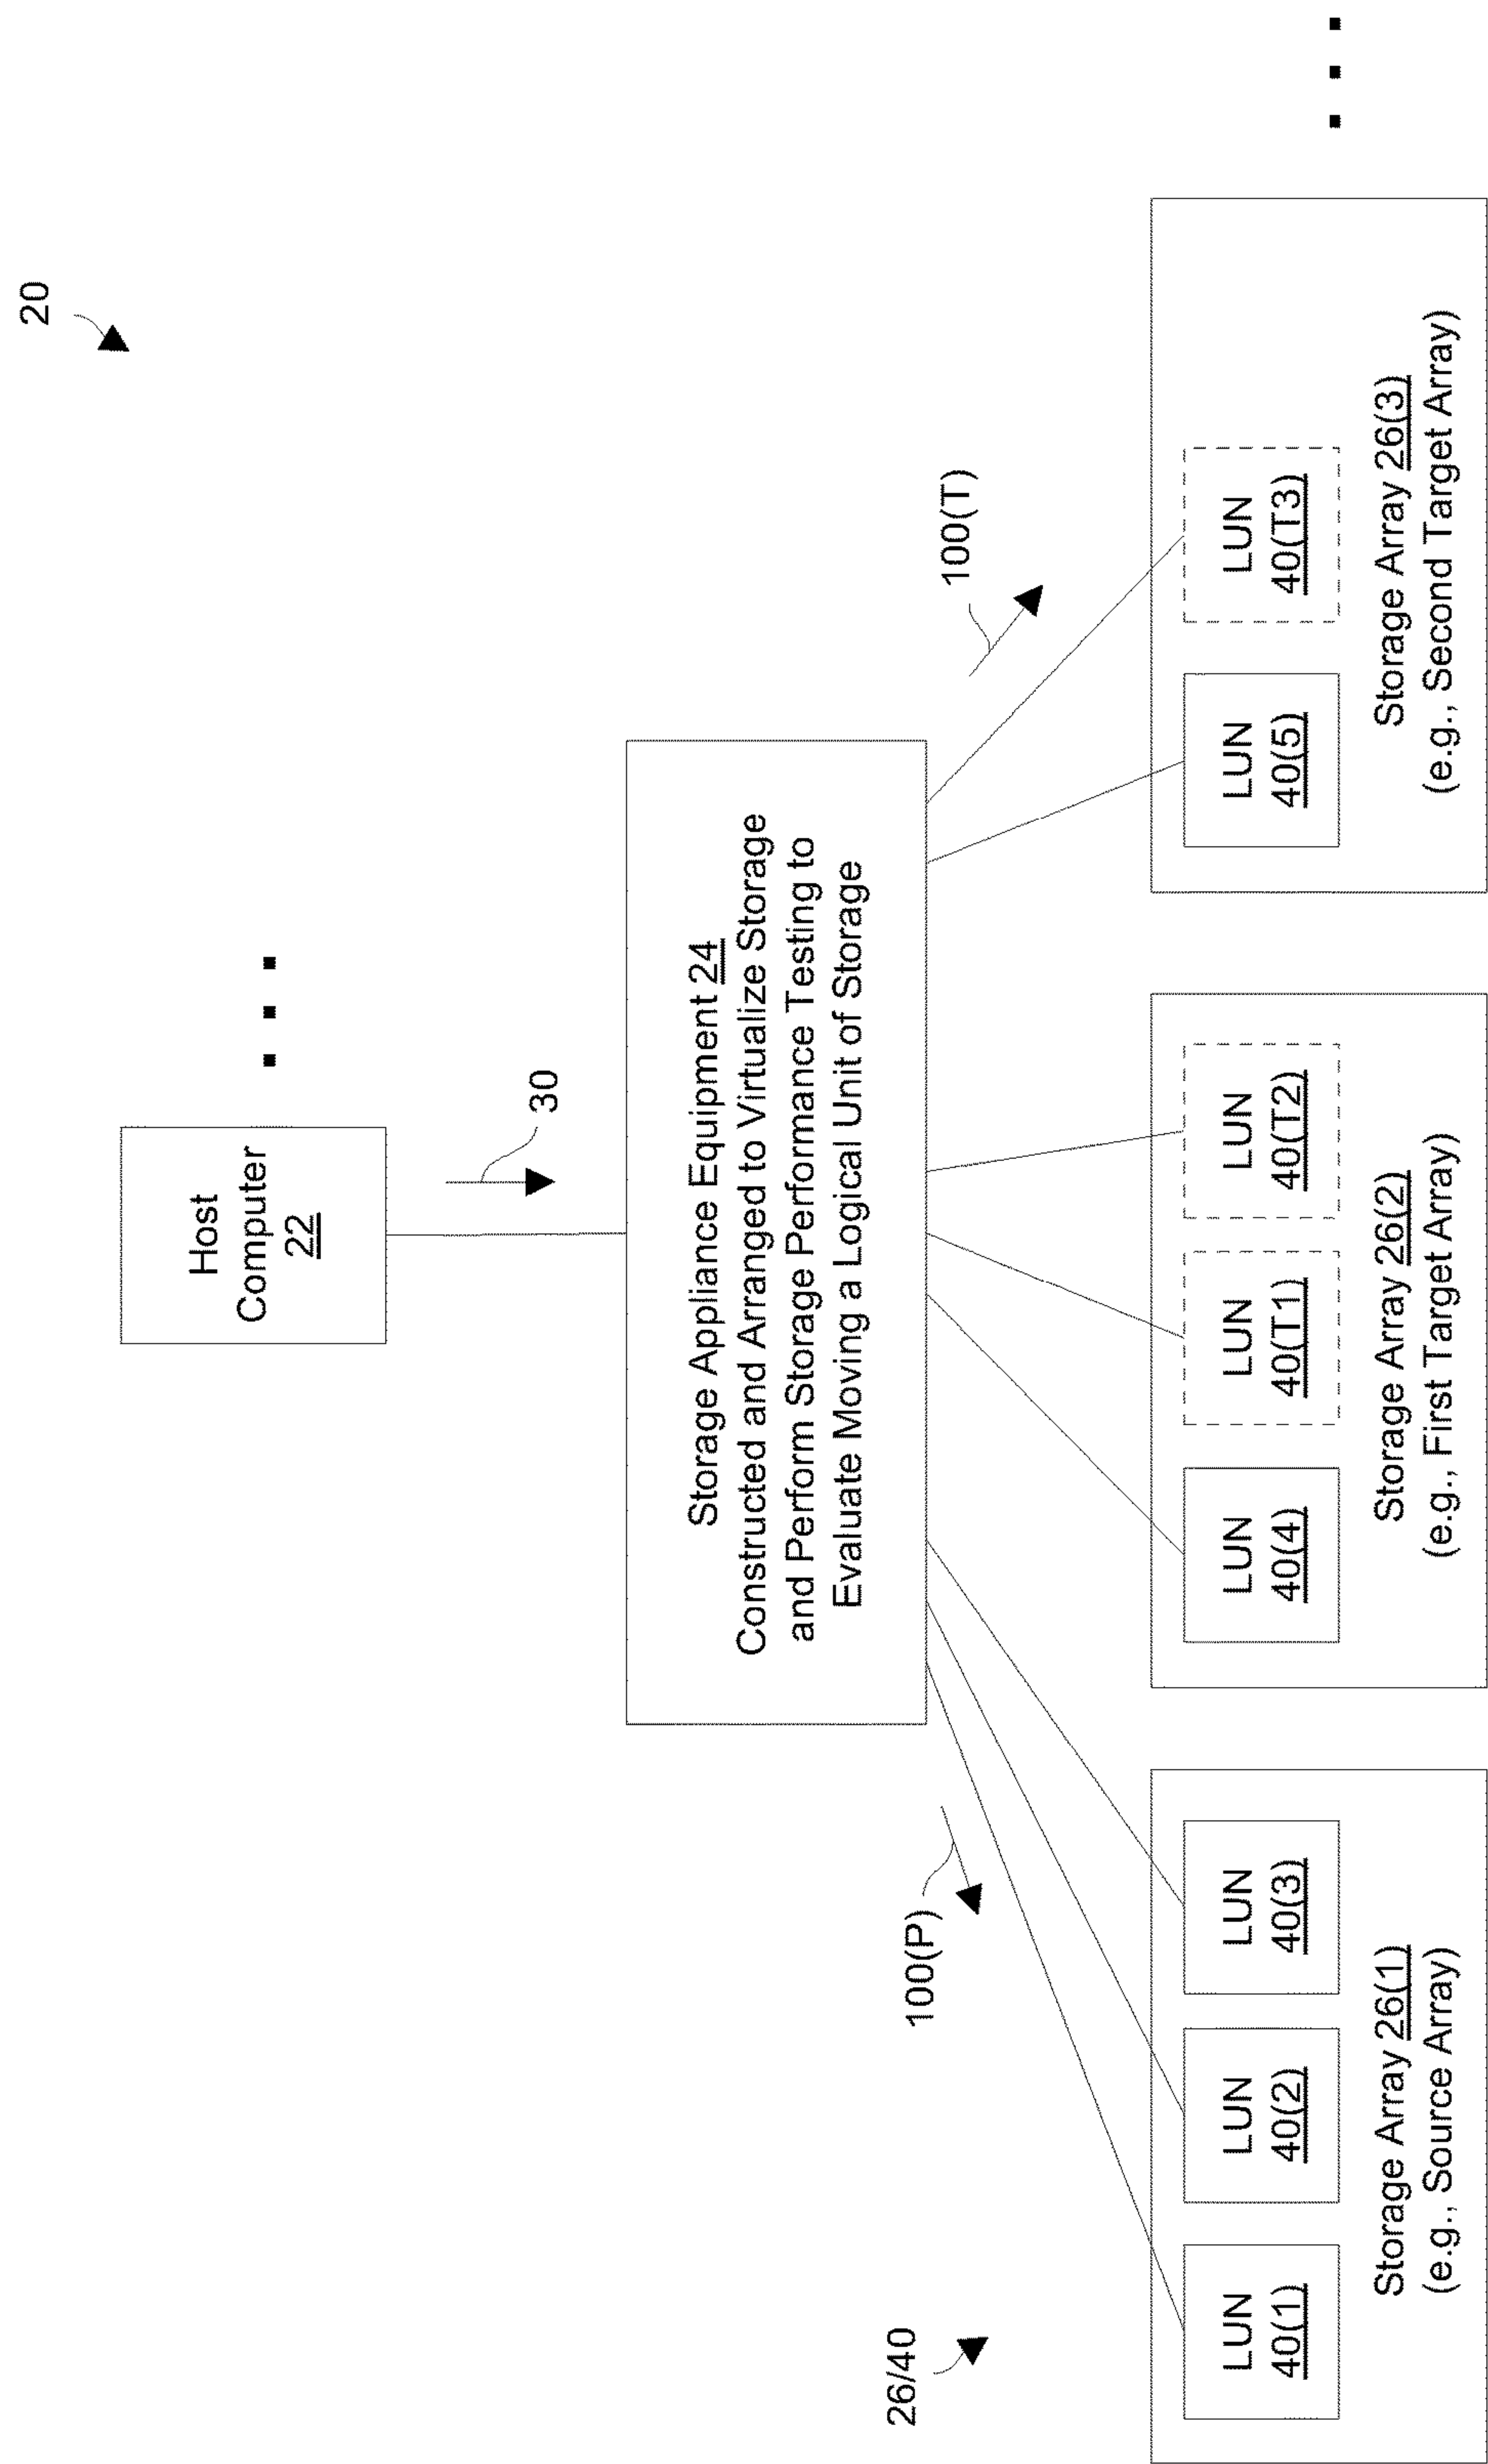 20
Host
Computer
22
30
Storage Appliance Equipment 24
Constructed and Arranged to Virtualize Storage
and Perform Storage Performance Testing to
Evaluate Moving a Logical Unit of Storage
100(P)
100(T)
26/40
LUN
40(1)
LUN
40(2)
LUN
40(3)
Storage Array 26(1)
(e.g., Source Array)
LUN
40(4)
LUN
40(T1)
LUN
40(T2)
Storage Array 26(2)
(e.g., First Target Array)
LUN
40(5)
LUN
40(T3)
Storage Array 26(3)
(e.g., Second Target Array)